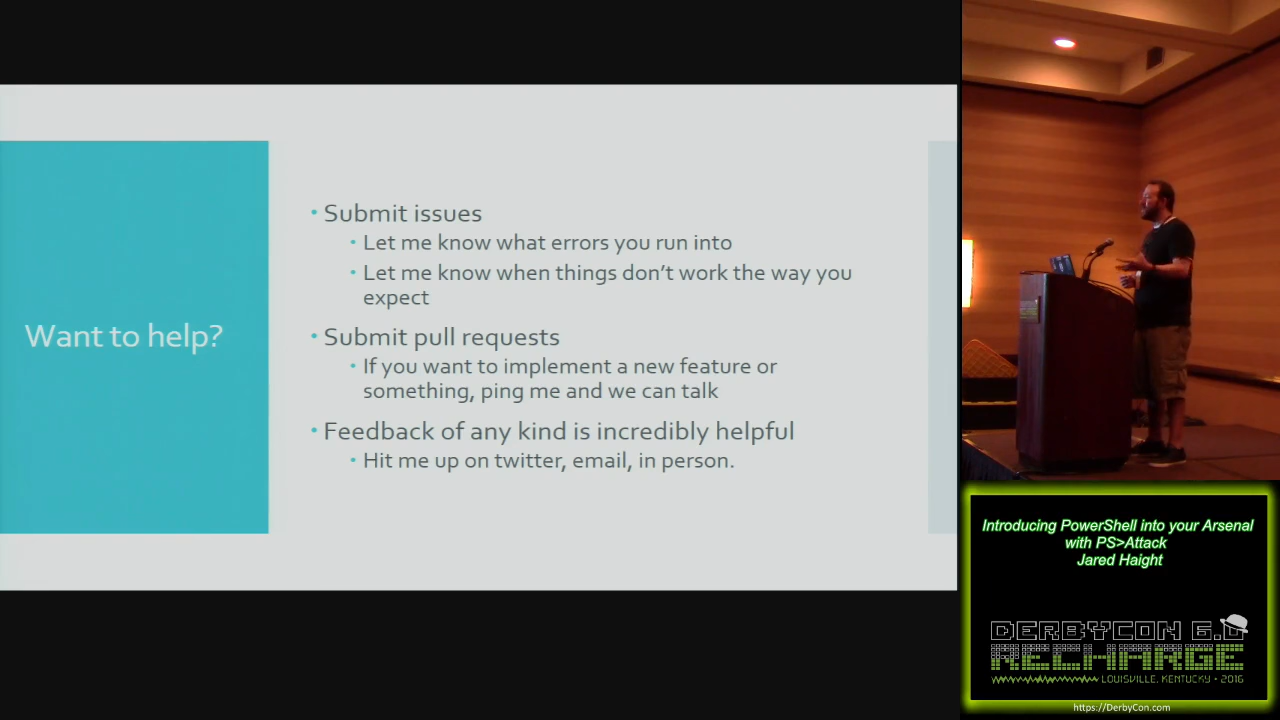 Want to help?
• Submit issues
• Let me know what errors you run into
• Let me know when things don't work the way you
expect
• Submit pull requests
• If you want to implement a new feature or
something, ping me and we can talk
• Feedback of any kind is incredibly helpful
• Hit me up on twitter, email, in person.
Introducing PowerShell into your Arsenal
with PS>Attack
Jared Haight
DERBYCON 6.0
RECHARGE
LOUISVILLE, KENTUCKY • 2016
https://DerbyCon.com